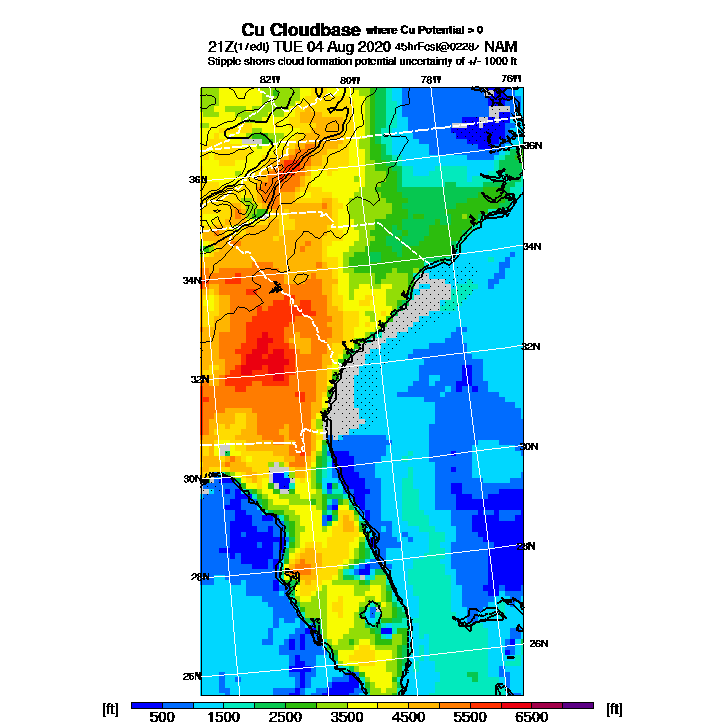 Cu Cloudbase where Cu Potential > 0
21Z(17edt) TUE 04 Aug 2020 45hrFcst@0228z NAM
Stipple shows cloud formation potential uncertainty of +/- 1000 ft
82W 80W 78W 76W
36N
36N
34N
34N
32N
32N
30N
30N
28N
28N
26N
26N
[ft] 500 1500 2500 3500 4500 5500 6500 [ft]